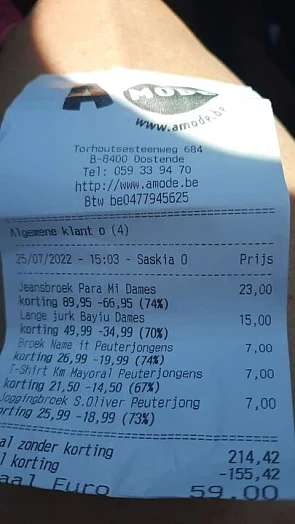 A MODE
www.amode.be
Torhoutsesteenweg 684
B-8400 Oostende
Tel: 059 33 94 70
http://www.amode.be
Btw be0477945625
Algemene klant o (4)
25/07/2022 - 15:03 - Saskia O Prijs
Jeansbroek Para Mi Dames 23,00
korting 89,95 -66,95 (74%)
Lange jurk Bayiu Dames 15,00
korting 49,99 -34,99 (70%)
Broek Name it Peuterjongens 7,00
korting 26,99 -19,99 (74%)
T-Shirt Km Mayoral Peuterjongens 7,00
korting 21,50 -14,50 (67%)
Joggingbroek S.Oliver Peuterjong 7,00
orting 25,99 -18,99 (73%)
al zonder korting 214,42
l korting -155,42
aal Euro 59.00